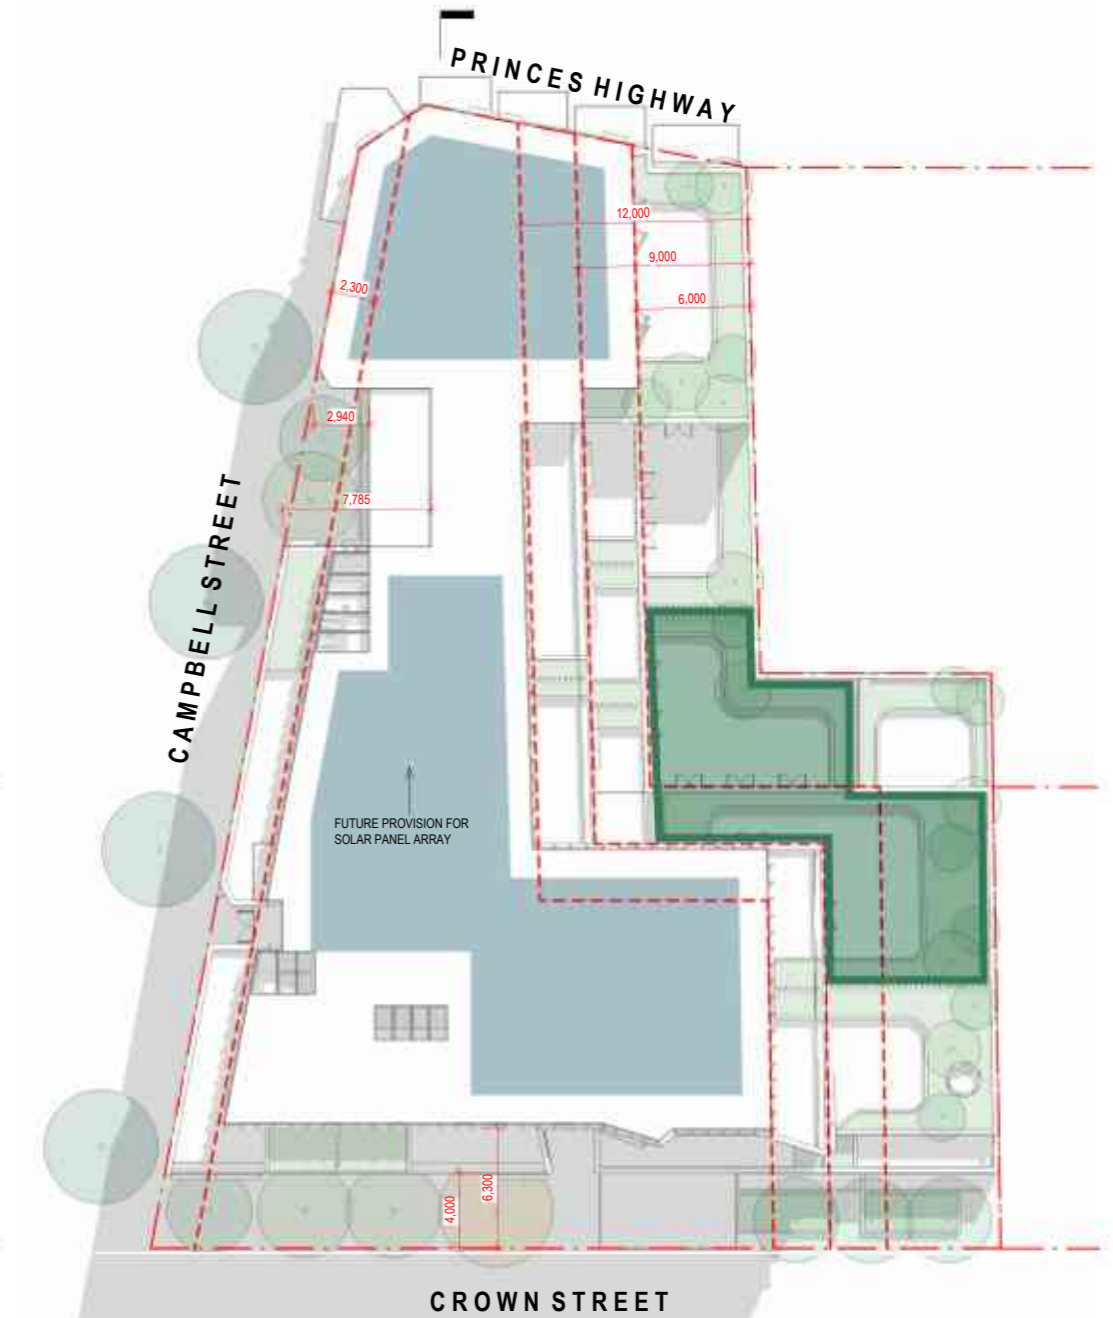 PRINCES HIGHWAY
12,000
9,000
2,300
6,000
2,940
7,785
CAMPBELL STREET
FUTURE PROVISION FOR
SOLAR PANEL ARRAY
4,000
6,300
CROWN STREET